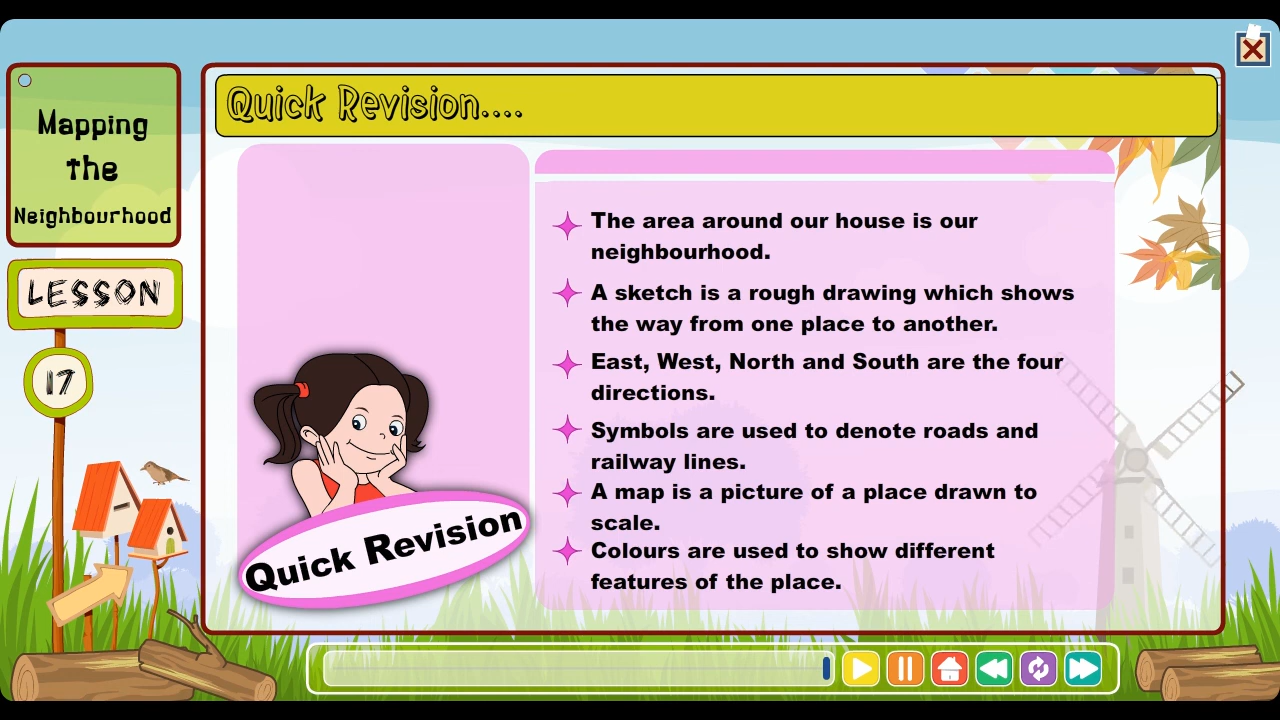 Mapping
the
Neighbourhood
LESSON
17
Quick Revision....
The area around our house is our
neighbourhood.
A sketch is a rough drawing which shows
the way from one place to another.
East, West, North and South are the four
directions.
Symbols are used to denote roads and
railway lines.
A map is a picture of a place drawn to
scale.
Colours are used to show different
features of the place.
Quick Revision